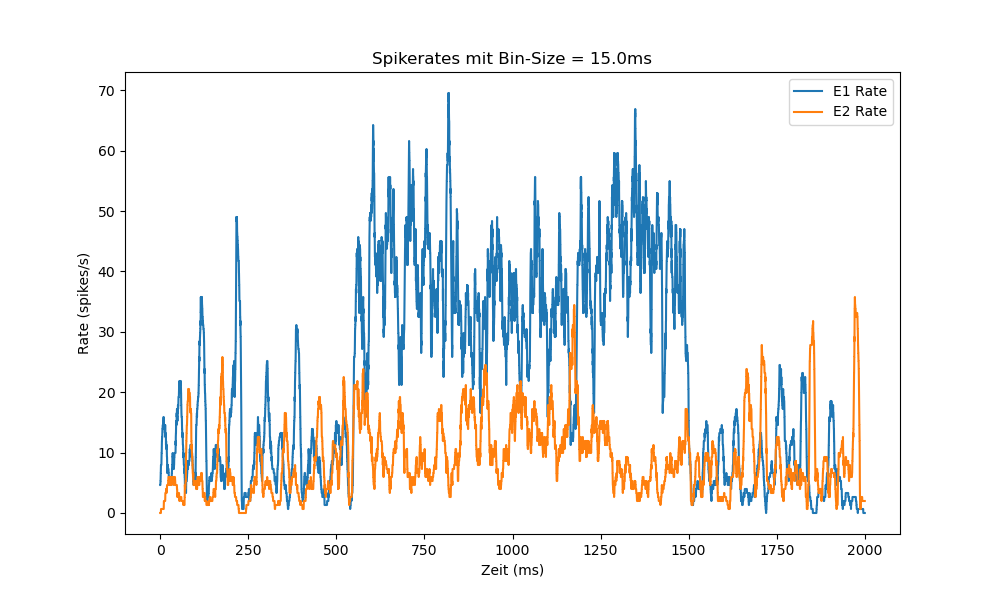 Spikerates mit Bin-Size = 15.0ms
E1 Rate
E2 Rate
70
60
50
40
30
20
10
0
Rate (spikes/s)
0 250 500 750 1000 1250 1500 1750 2000
Zeit (ms)